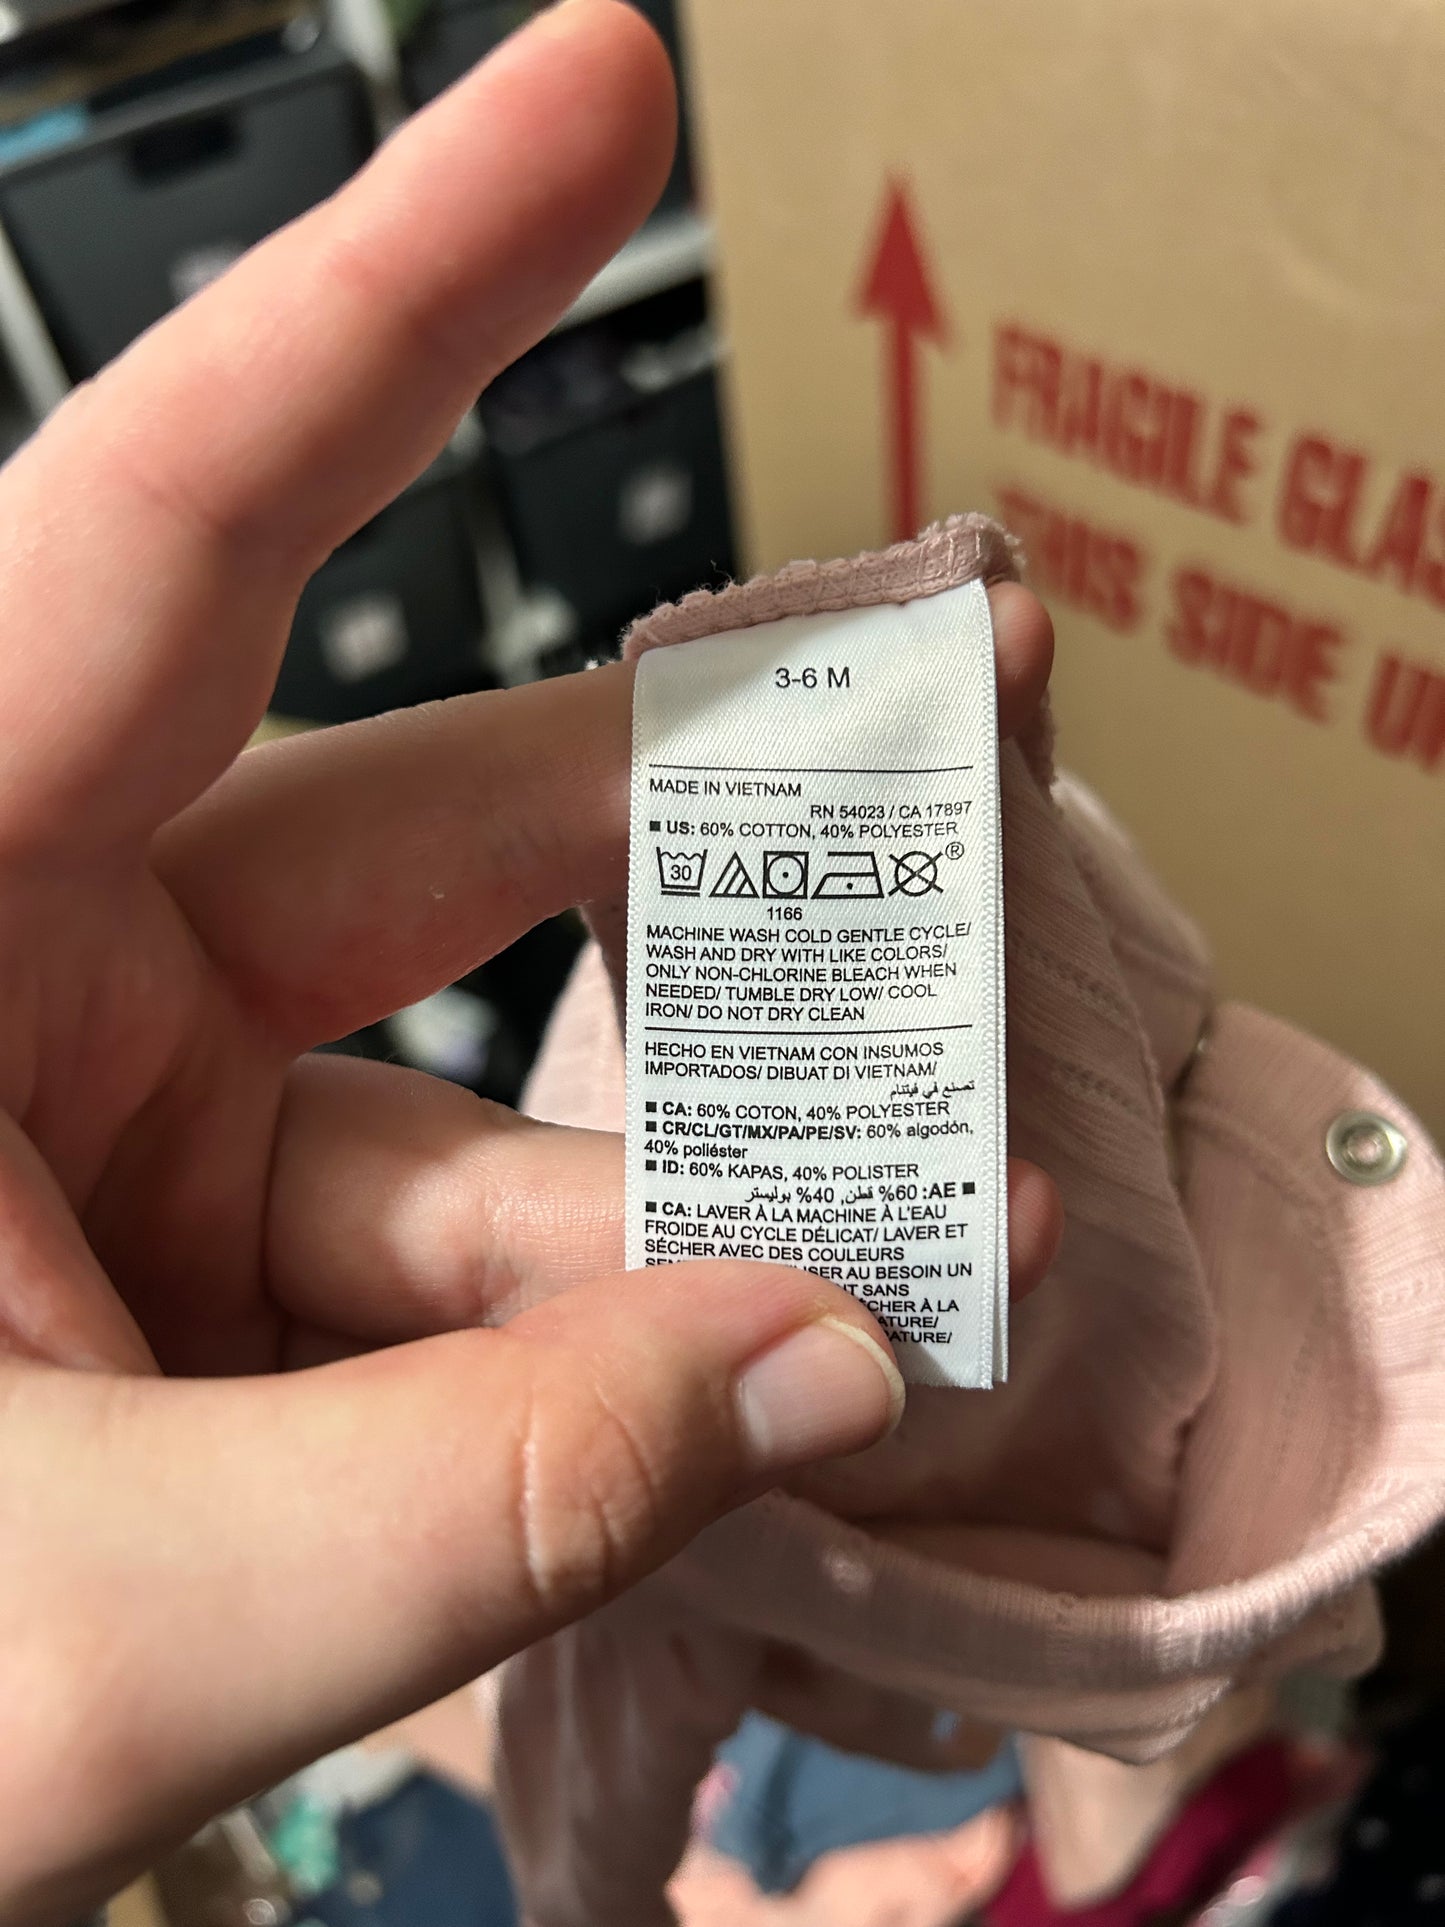 FRAGILE
THIS SIDE
3-6 M
MADE IN VIETNAM
RN 54023 / CA 17897
■ US: 60% COTTON, 40% POLYESTER
30
®
1166
MACHINE WASH COLD GENTLE CYCLE/
WASH AND DRY WITH LIKE COLORS/
ONLY NON-CHLORINE BLEACH WHEN
NEEDED/ TUMBLE DRY LOW/ COOL
IRON/ DO NOT DRY CLEAN
HECHO EN VIETNAM CON INSUMOS
IMPORTADOS/ DIBUAT DI VIETNAM/
تصنع في فيتنام
■ CA: 60% COTON, 40% POLYESTER
■ CR/CL/GT/MX/PA/PE/SV: 60% algodón,
40% poliéster
■ ID: 60% KAPAS, 40% POLISTER
■ AE: 60% قطن, 40% بوليستر
■ CA: LAVER À LA MACHINE À L'EAU
FROIDE AU CYCLE DÉLICAT/ LAVER ET
SÉCHER AVEC DES COULEURS
AU BESOIN UN
SANS
À LA